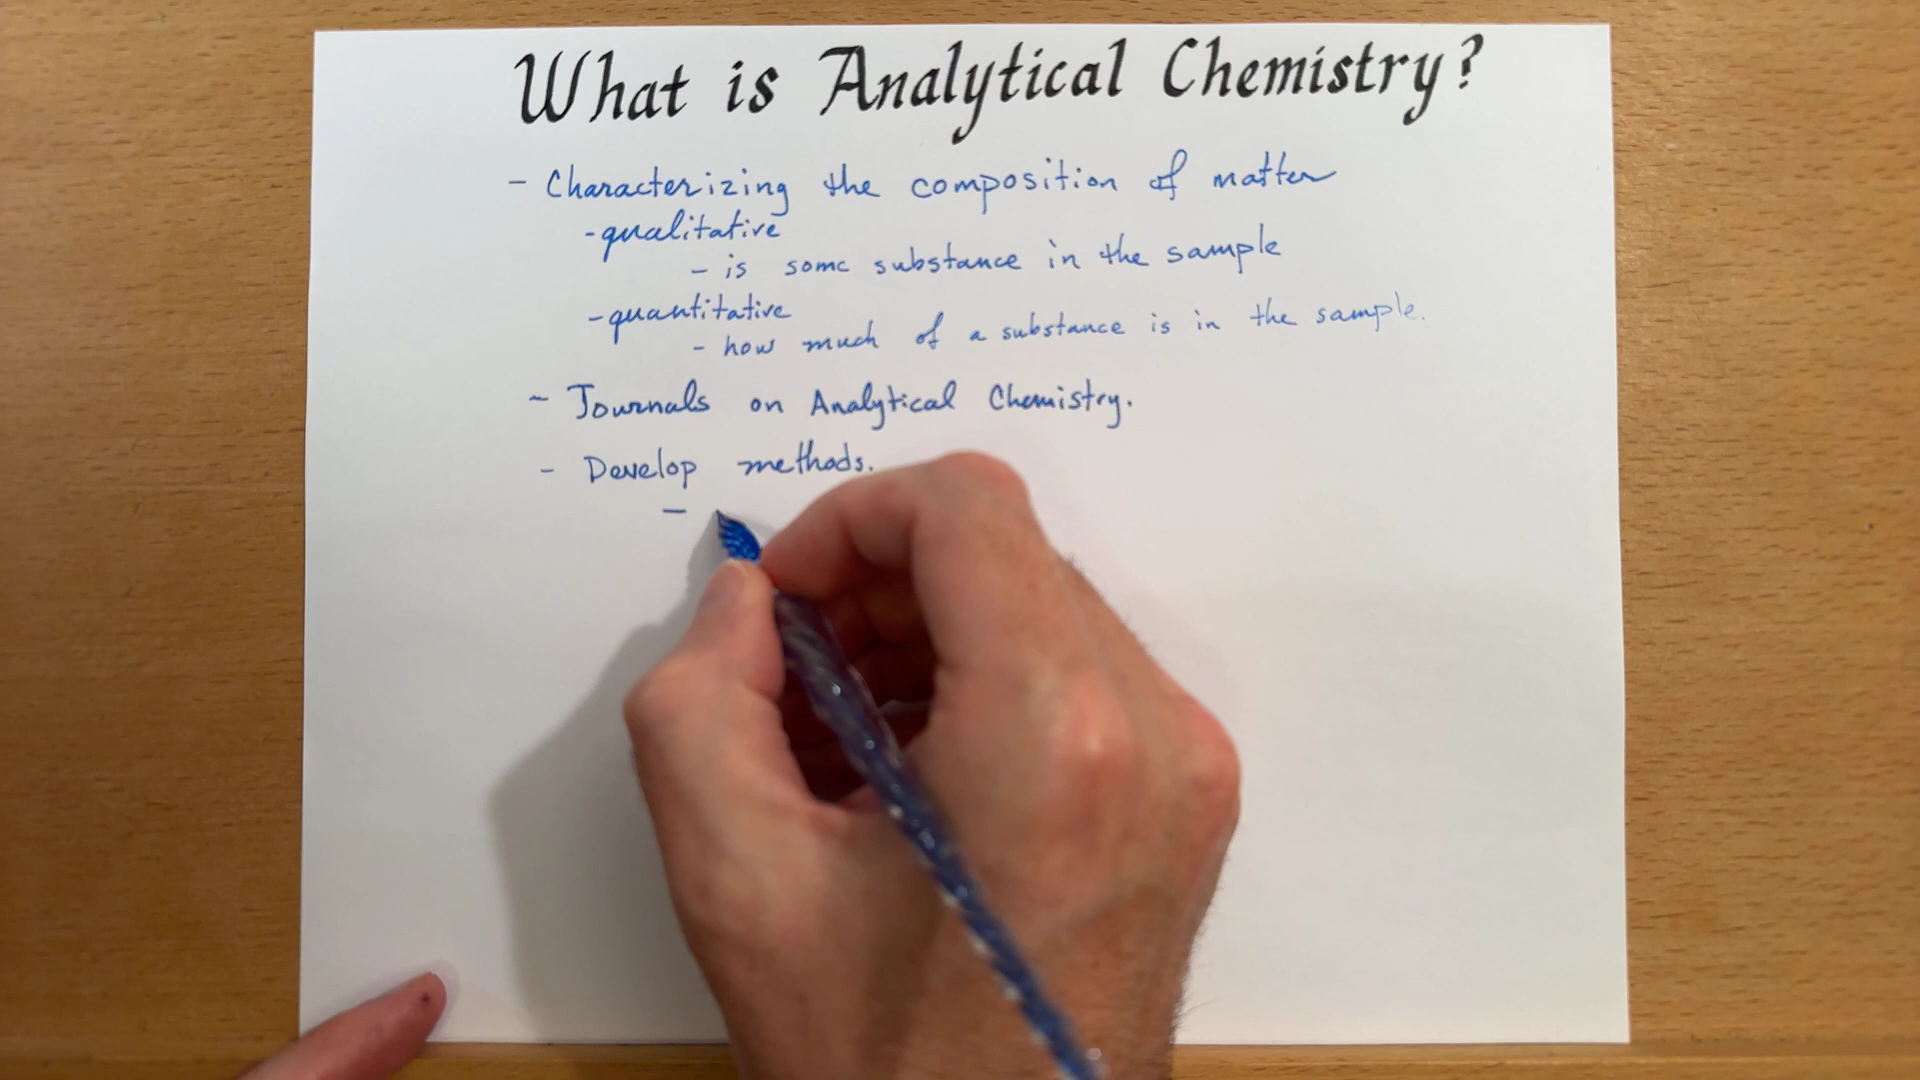 What is Analytical Chemistry?
- Characterizing the composition of matter
- qualitative
- is some substance in the sample
- quantitative
- how much of a substance is in the sample.
- Journals on Analytical Chemistry.
- Develop methods.
-